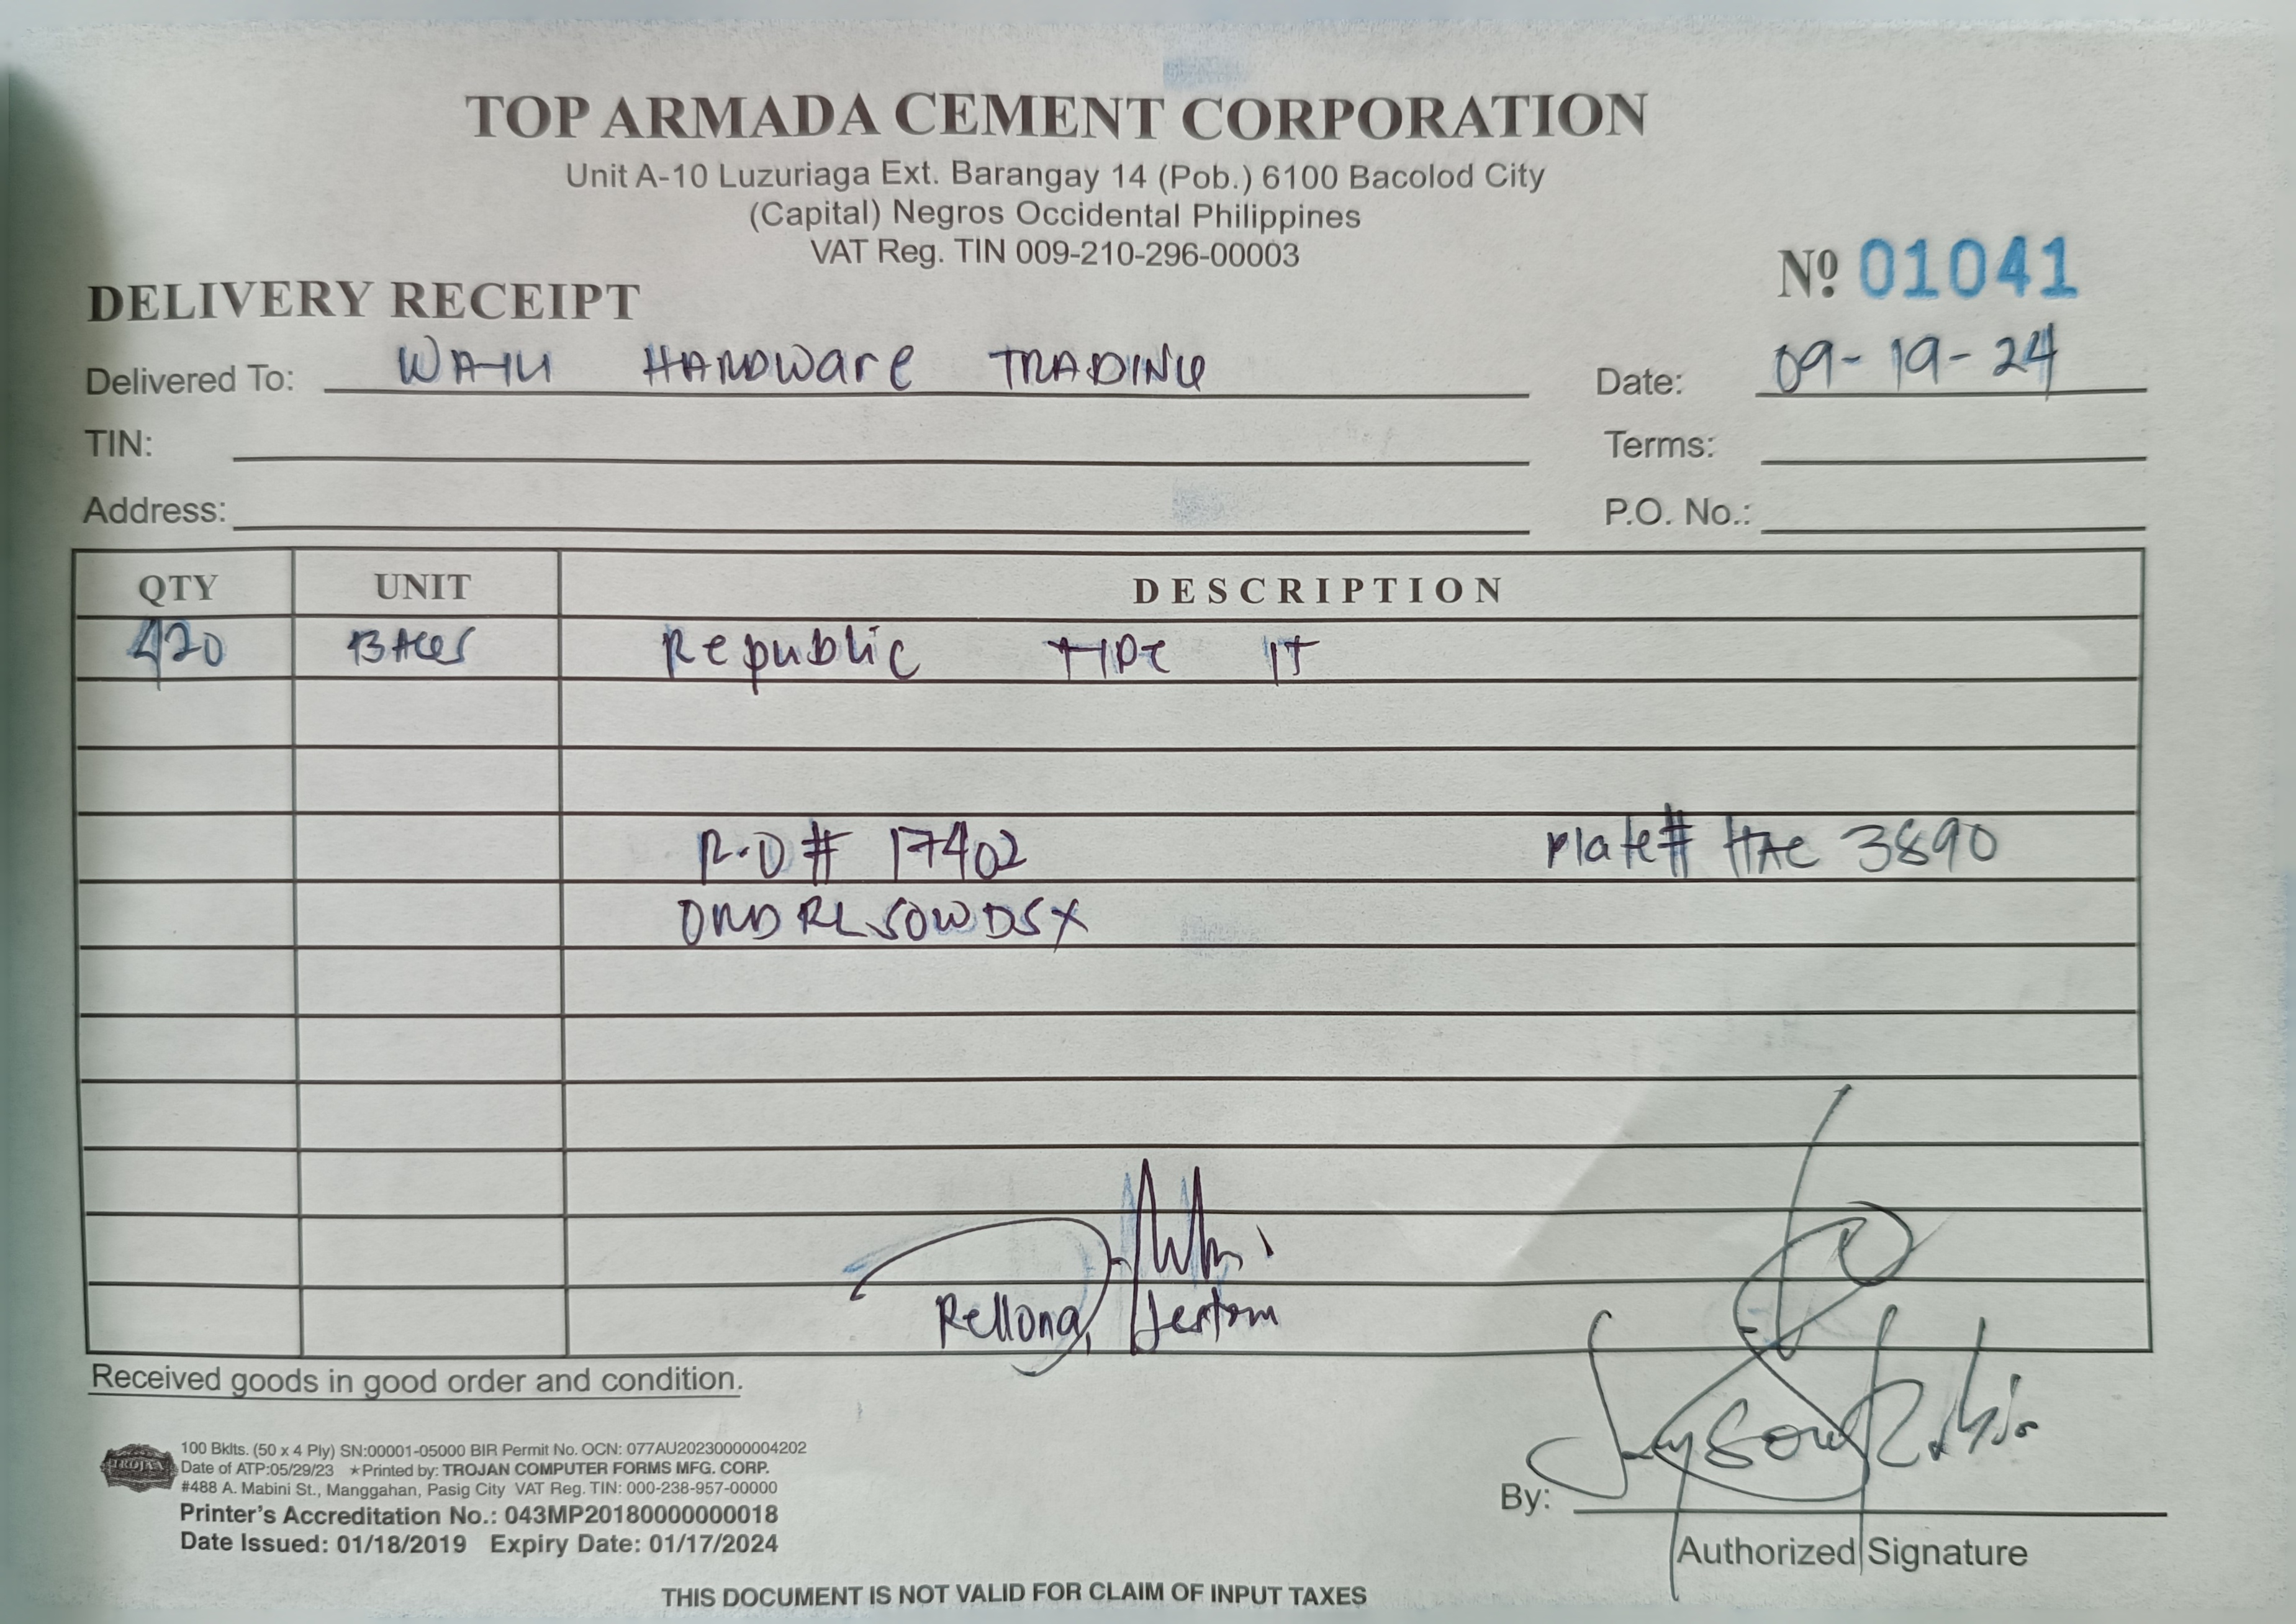 TOP ARMADA CEMENT CORPORATION
Unit A-10 Luzuriaga Ext. Barangay 14 (Pob.) 6100 Bacolod City
(Capital) Negros Occidental Philippines
VAT Reg. TIN 009-210-296-00003
Nº 01041
DELIVERY RECEIPT
Delivered To: HARDWare TRADING
Date: 09-19-24
TIN:
Terms:
Address:
P.O. No.:
QTY UNIT DESCRIPTION
420 BAGS Republic TYPE 1T
# 17402 Plate# HAE 3890
Rellona, Jertom
Received goods in good order and condition.
100 Bklts. (50 x 4 Ply) SN:00001-05000 BIR Permit No. OCN: 077AU20230000004202
Date of ATP:05/29/23 ★Printed by: TROJAN COMPUTER FORMS MFG. CORP.
TROJAN
#488 A. Mabini St., Manggahan, Pasig City VAT Reg. TIN: 000-238-957-00000
Printer's Accreditation No.: 043MP20180000000018
Date Issued: 01/18/2019 Expiry Date: 01/17/2024
By:
Authorized Signature
THIS DOCUMENT IS NOT VALID FOR CLAIM OF INPUT TAXES